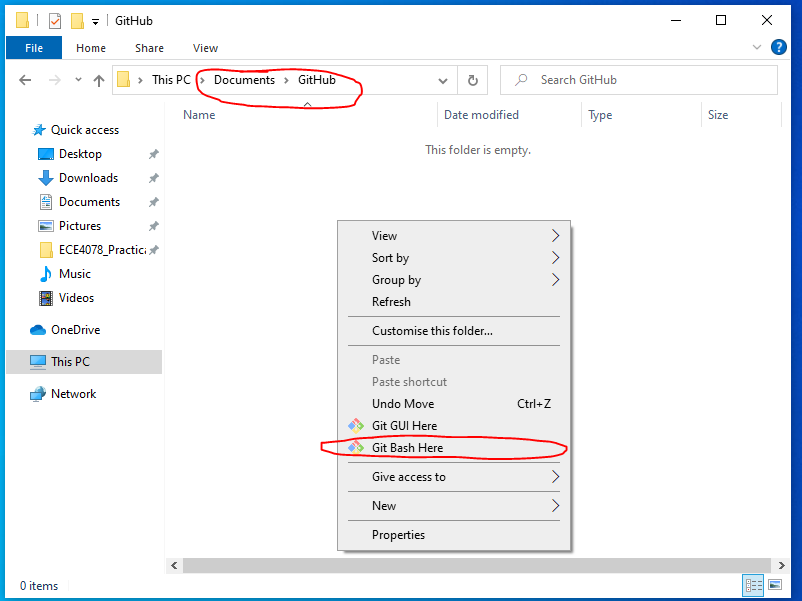 GitHub
File Home Share View
This PC Documents GitHub
Search GitHub
Name Date modified Type Size
This folder is empty.
Quick access
Desktop
Downloads
Documents
Pictures
ECE4078_Practica
Music
Videos
OneDrive
This PC
Network
View
Sort by
Group by
Refresh
Customise this folder...
Paste
Paste shortcut
Undo Move Ctrl+Z
Git GUI Here
Git Bash Here
Give access to
New
Properties
0 items